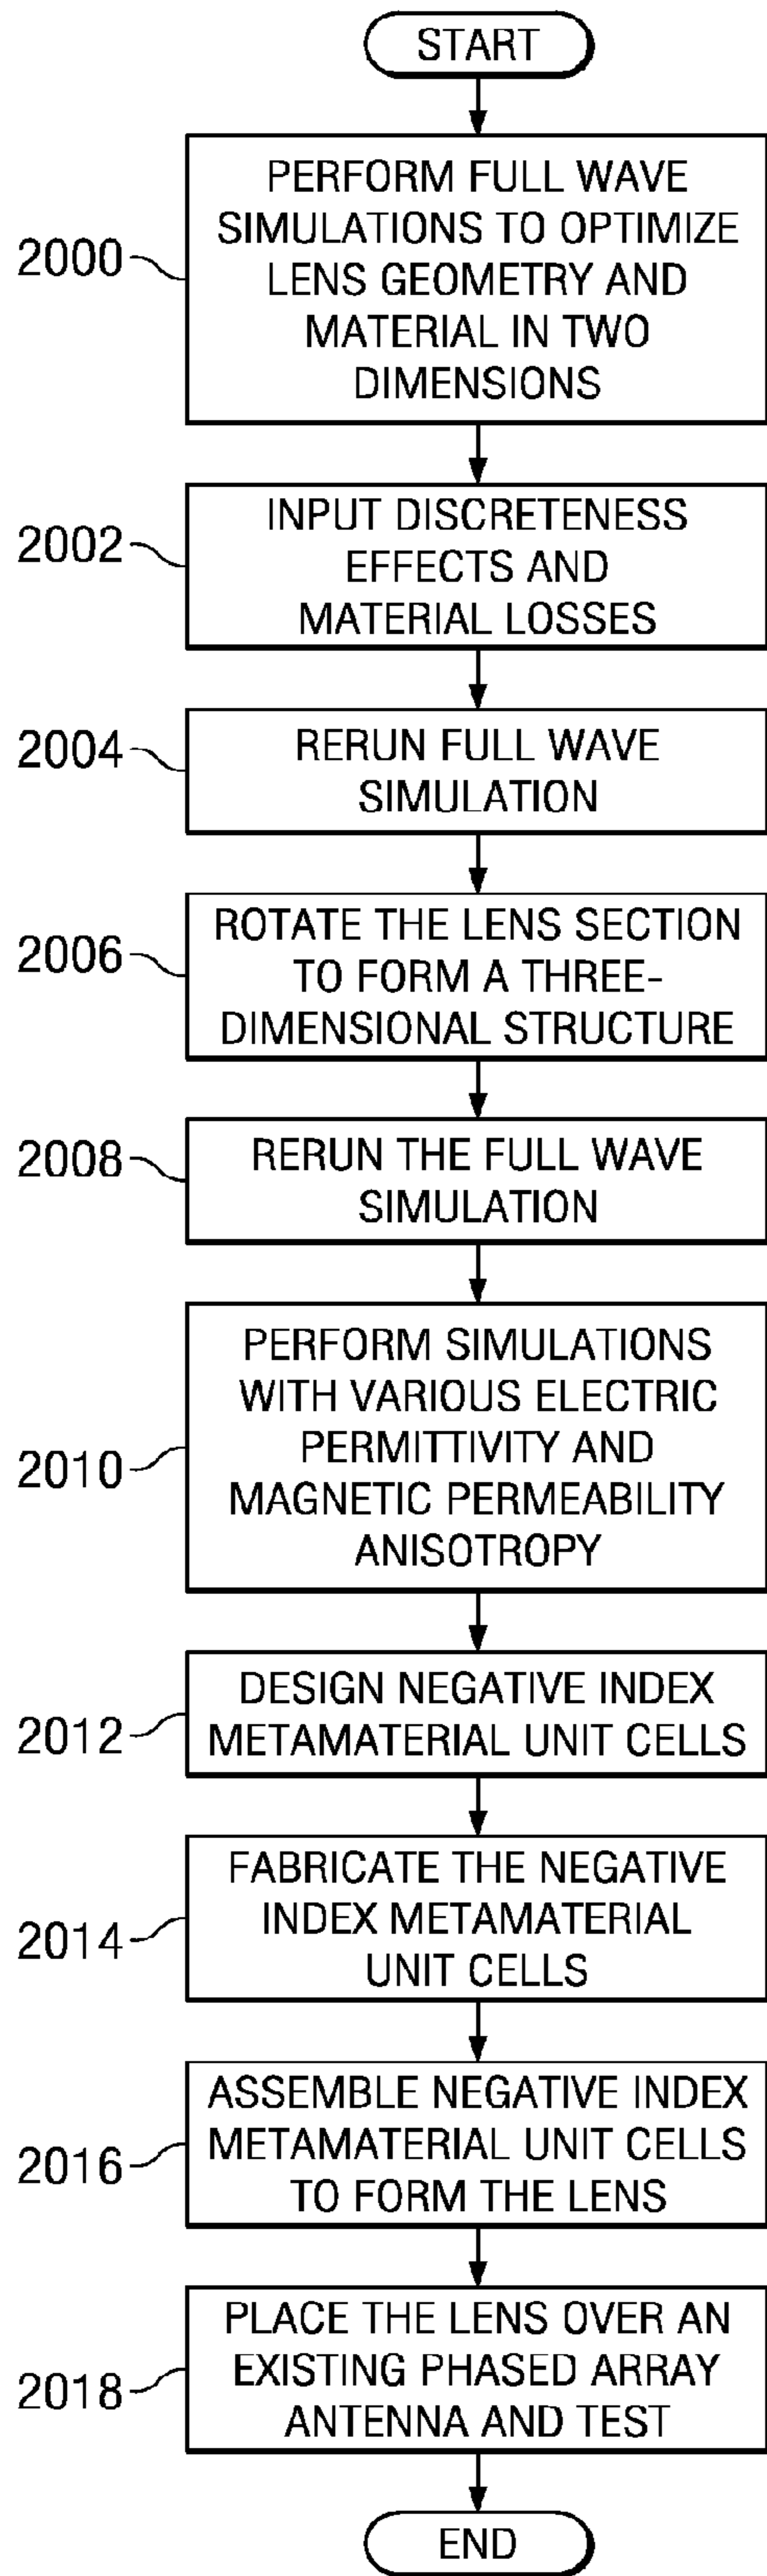 START
2000
PERFORM FULL WAVE
SIMULATIONS TO OPTIMIZE
LENS GEOMETRY AND
MATERIAL IN TWO
DIMENSIONS
2002
INPUT DISCRETENESS
EFFECTS AND
MATERIAL LOSSES
2004
RERUN FULL WAVE
SIMULATION
2006
ROTATE THE LENS SECTION
TO FORM A THREE-
DIMENSIONAL STRUCTURE
2008
RERUN THE FULL WAVE
SIMULATION
2010
PERFORM SIMULATIONS
WITH VARIOUS ELECTRIC
PERMITTIVITY AND
MAGNETIC PERMEABILITY
ANISOTROPY
2012
DESIGN NEGATIVE INDEX
METAMATERIAL UNIT CELLS
2014
FABRICATE THE NEGATIVE
INDEX METAMATERIAL
UNIT CELLS
2016
ASSEMBLE NEGATIVE INDEX
METAMATERIAL UNIT CELLS
TO FORM THE LENS
2018
PLACE THE LENS OVER AN
EXISTING PHASED ARRAY
ANTENNA AND TEST
END